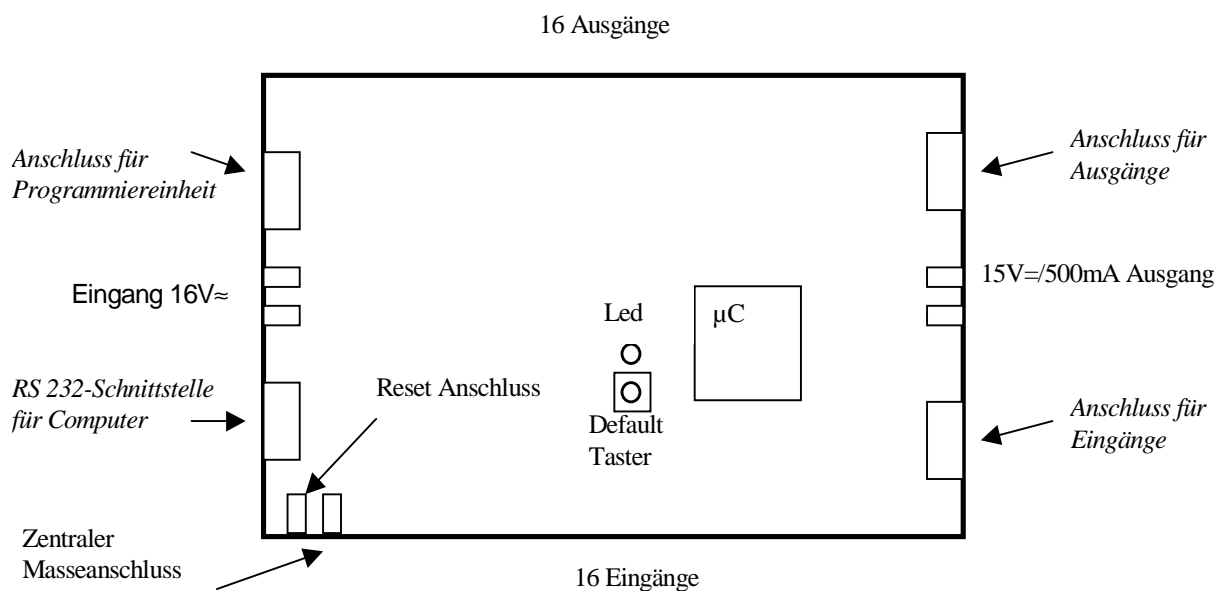 16 Ausgänge
Anschluss für
Programmiereinheit
Anschluss für
Ausgänge
Eingang 16V≈
15V=/500mA Ausgang
Led
µC
RS 232-Schnittstelle
für Computer
Reset Anschluss
Default
Taster
Anschluss für
Eingänge
Zentraler
Masseanschluss
16 Eingänge